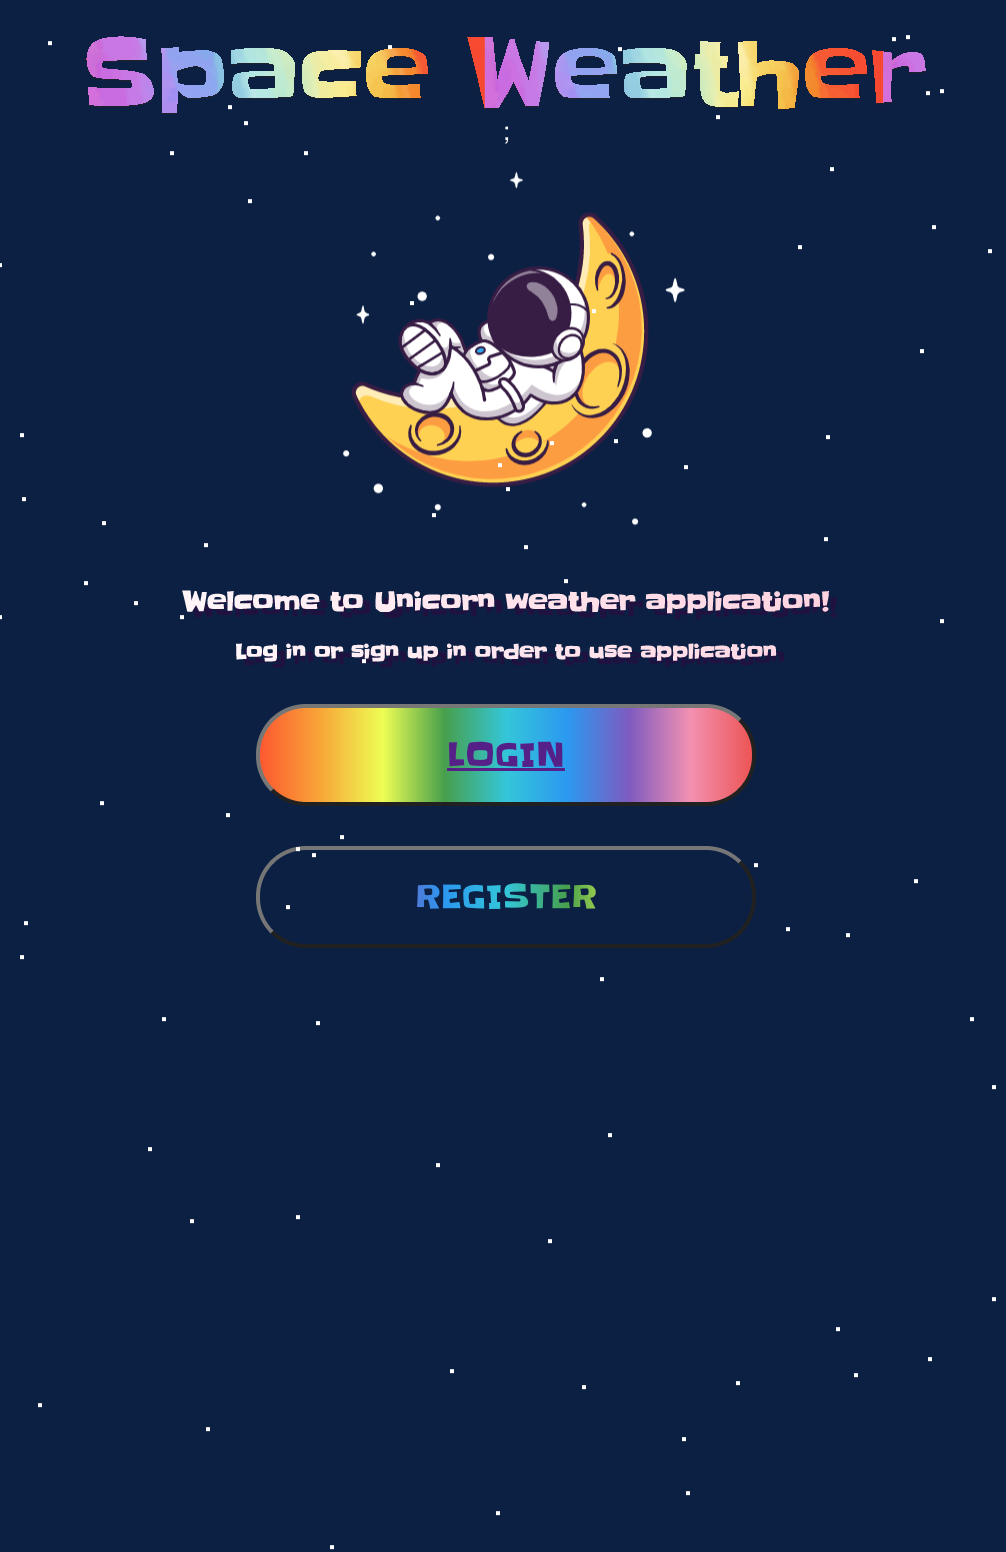 Space Weather
;
Welcome to Unicorn weather application!
Log in or sign up in order to use application
LOGIN
REGISTER